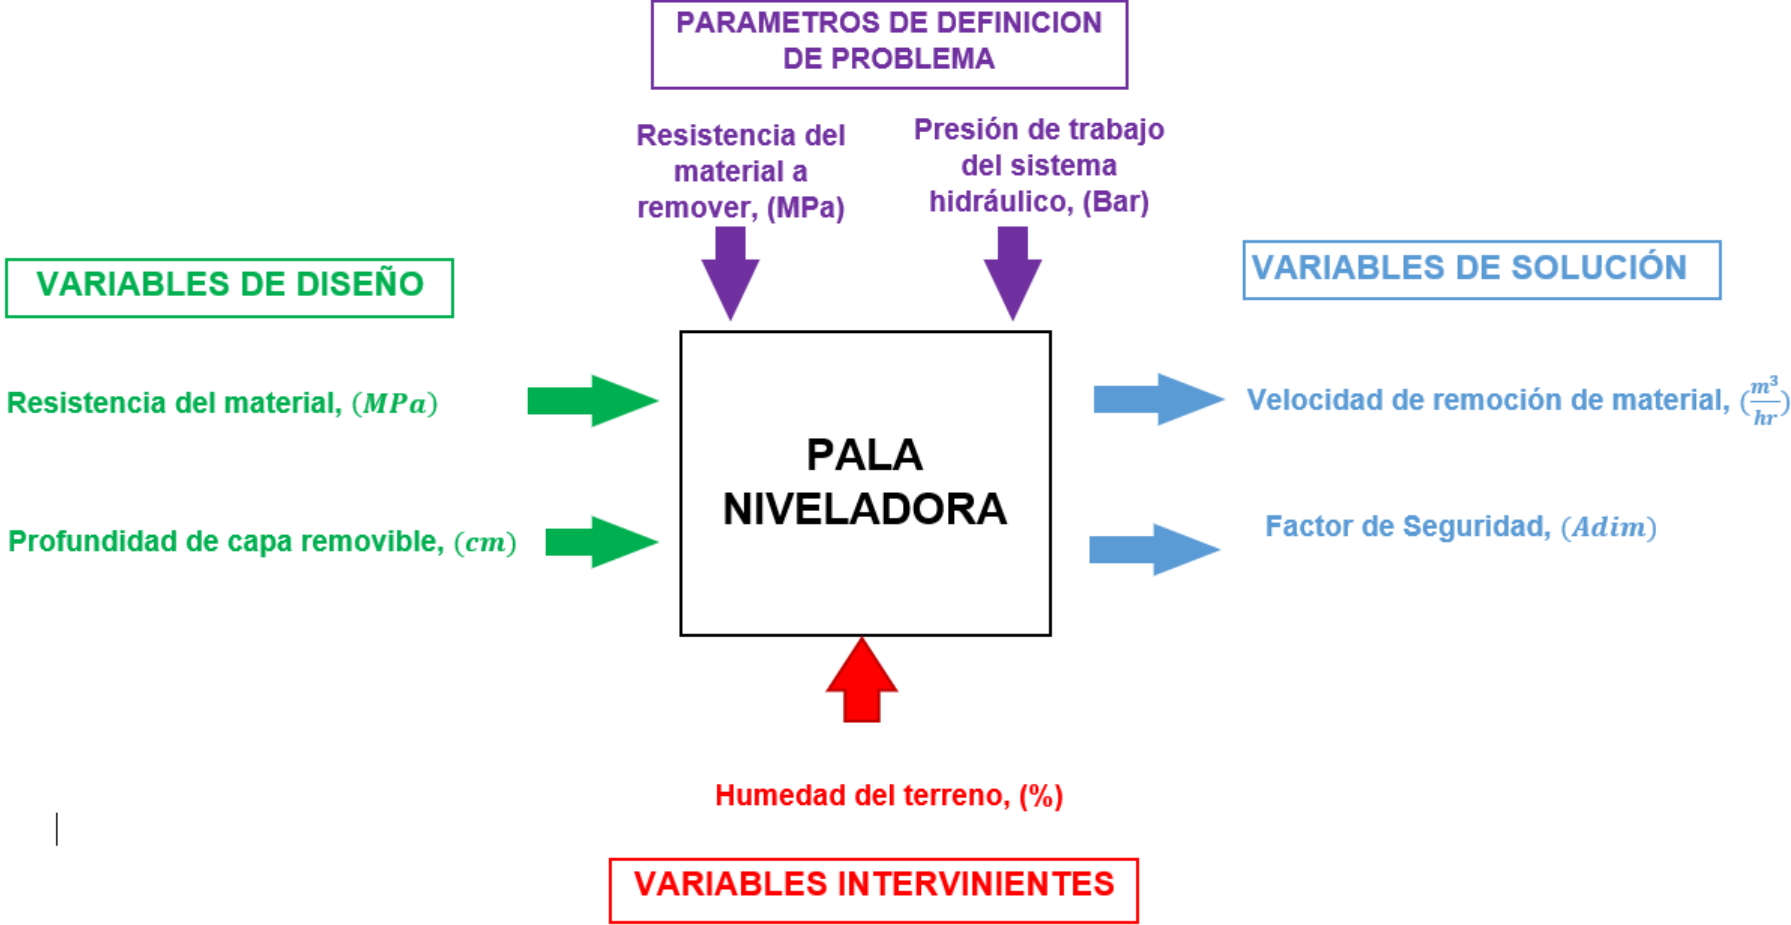 PARAMETROS DE DEFINICION
DE PROBLEMA
Resistencia del
material a
remover, (MPa)
Presión de trabajo
del sistema
hidráulico, (Bar)
VARIABLES DE DISEÑO
VARIABLES DE SOLUCIÓN
Resistencia del material, (MPa)
Profundidad de capa removible, (cm)
PALA
NIVELADORA
Velocidad de remoción de material, (m³/hr)
Factor de Seguridad, (Adim)
Humedad del terreno, (%)
VARIABLES INTERVINIENTES